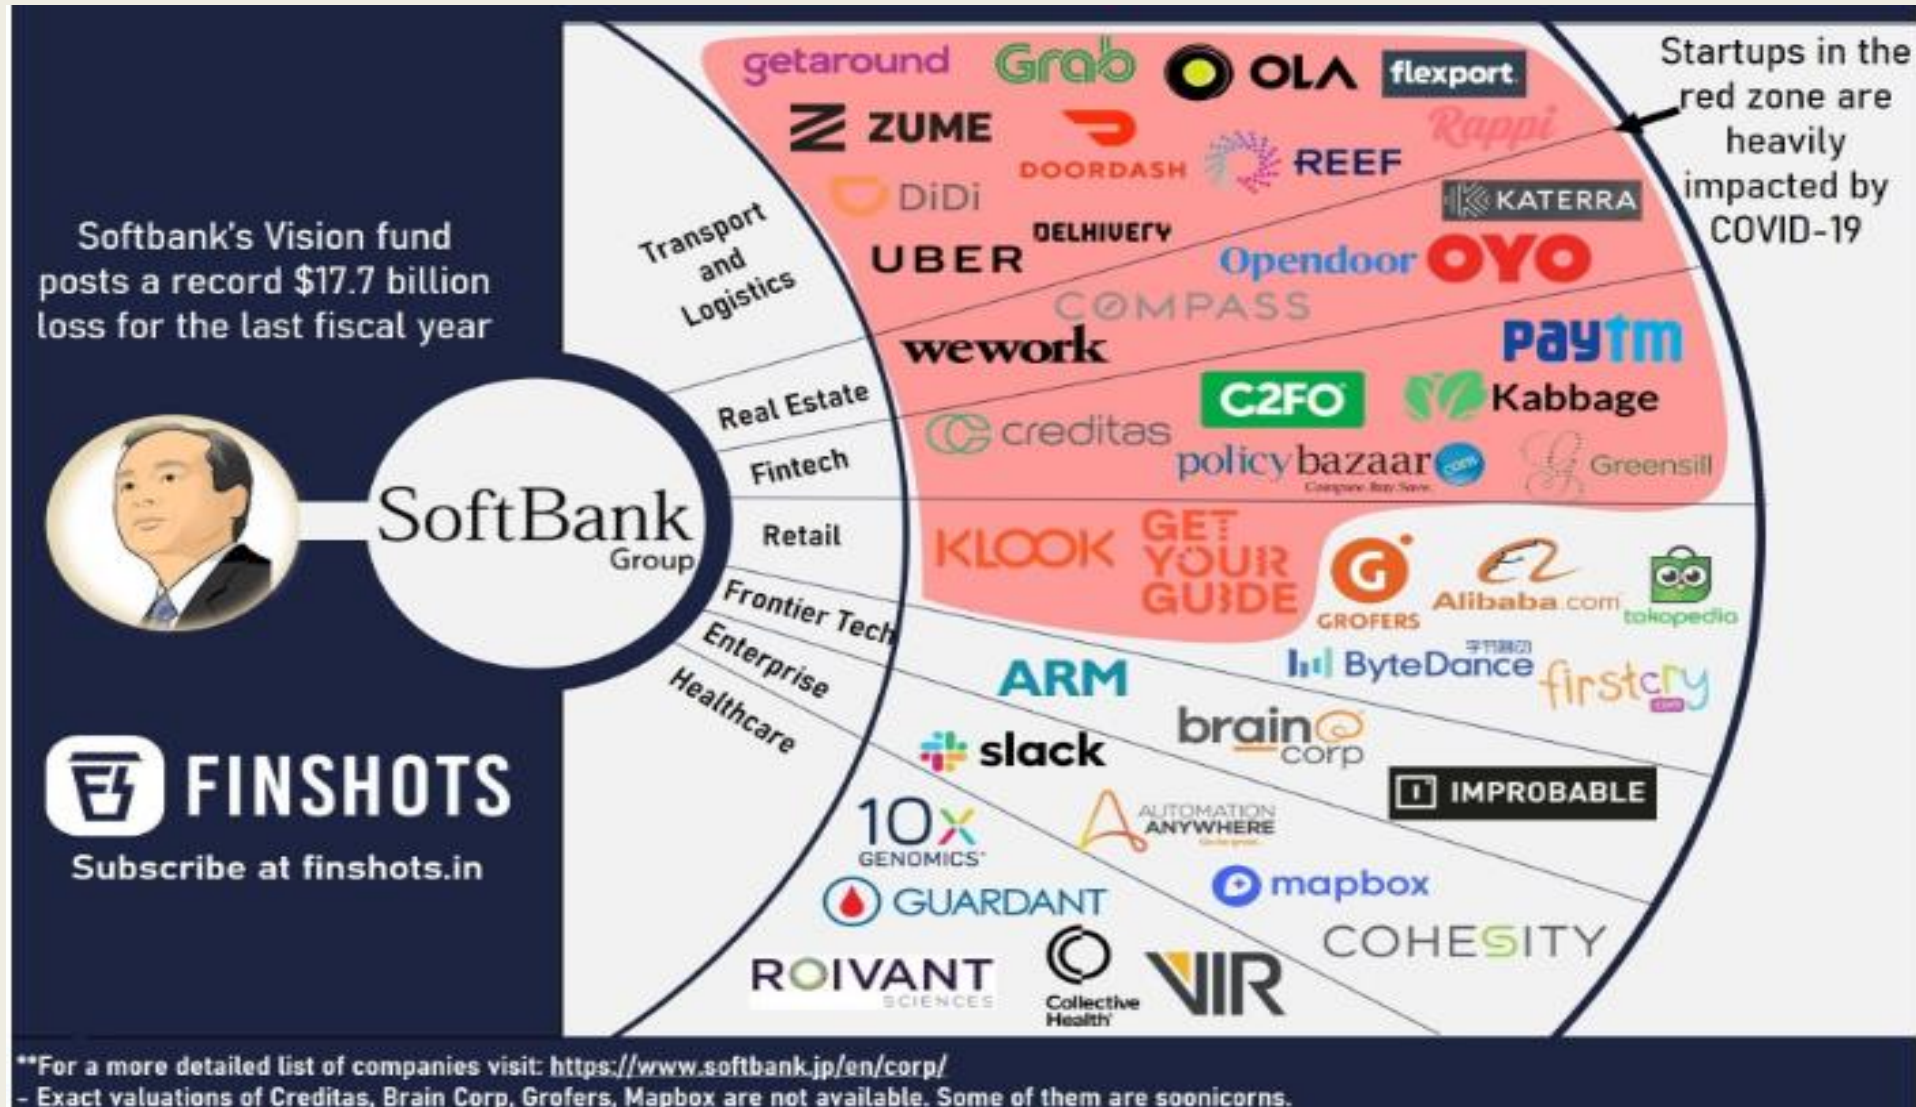 Softbank's Vision fund
posts a record $17.7 billion
loss for the last fiscal year
SoftBank
Group
FINSHOTS
Subscribe at finshots.in
Transport
and
Logistics
Real Estate
Fintech
Retail
Frontier Tech
Enterprise
Healthcare
getaround Grab OLA flexport.
ZUME DOORDASH REEF Rappi
DiDi
UBER DELHIVERY
KATERRA
Opendoor OYO
COMPASS
wework
paytm
C2FO Kabbage
creditas
policybazaar.com
Compare. Buy. Save.
Greensill
KLOOK
GET
YOUR
GUIDE
G
GROFERS
Alibaba.com
tokopedia
ByteDance
firstcry
.com
ARM
brain
corp
IMPROBABLE
slack
AUTOMATION
ANYWHERE
mapbox
COHESITY
10x
GENOMICS
GUARDANT
ROIVANT
SCIENCES
Collective
Health
VIR
Startups in the
red zone are
heavily
impacted by
COVID-19
**For a more detailed list of companies visit: https://www.softbank.jp/en/corp/
- Exact valuations of Creditas, Brain Corp, Grofers, Mapbox are not available. Some of them are soonicorns.